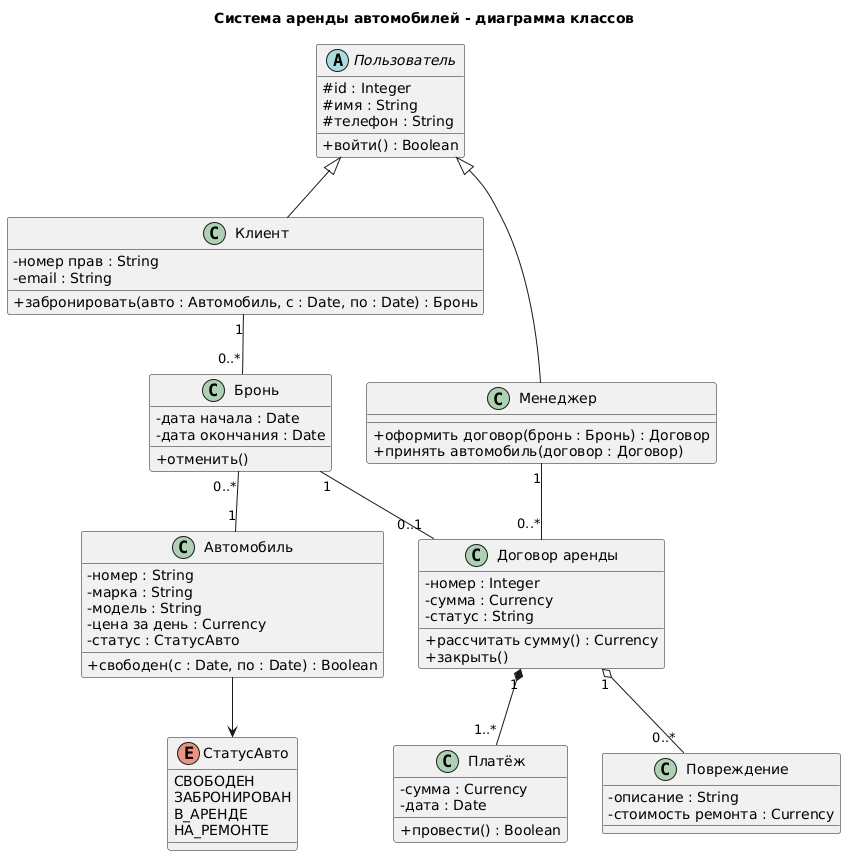 Система аренды автомобилей - диаграмма классов
A Пользователь
#id : Integer
#имя : String
#телефон : String
+войти() : Boolean
C Клиент
-номер прав : String
-email : String
+забронировать(авто : Автомобиль, с : Date, по : Date) : Бронь
1
0..*
C Бронь
-дата начала : Date
-дата окончания : Date
+отменить()
C Менеджер
+оформить договор(бронь : Бронь) : Договор
+принять автомобиль(договор : Договор)
0..*
1
1
0..1
1
0..*
C Автомобиль
-номер : String
-марка : String
-модель : String
-цена за день : Currency
-статус : СтатусАвто
+свободен(с : Date, по : Date) : Boolean
C Договор аренды
-номер : Integer
-сумма : Currency
-статус : String
+рассчитать сумму() : Currency
+закрыть()
1
1..*
1
0..*
E СтатусАвто
СВОБОДЕН
ЗАБРОНИРОВАН
В_АРЕНДЕ
НА_РЕМОНТЕ
C Платёж
-сумма : Currency
-дата : Date
+провести() : Boolean
C Повреждение
-описание : String
-стоимость ремонта : Currency